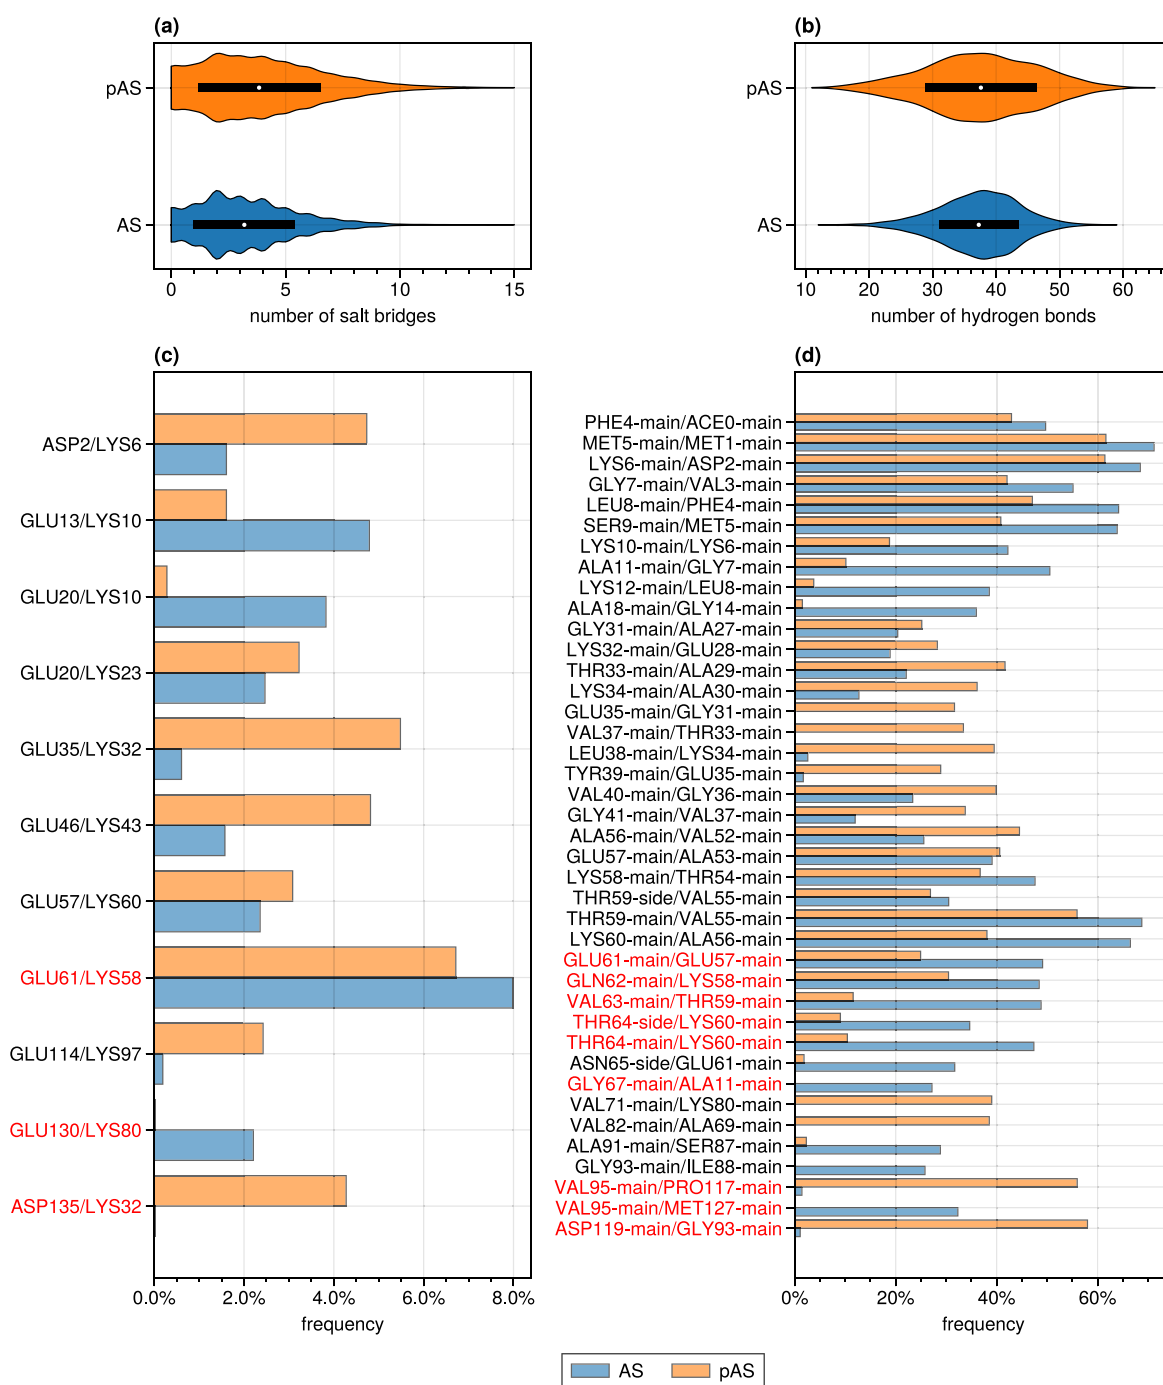 (a)
pAS
AS
0 5 10 15
number of salt bridges
(b)
pAS
AS
10 20 30 40 50 60
number of hydrogen bonds
(c)
ASP2/LYS6
GLU13/LYS10
GLU20/LYS10
GLU20/LYS23
GLU35/LYS32
GLU46/LYS43
GLU57/LYS60
GLU61/LYS58
GLU114/LYS97
GLU130/LYS80
ASP135/LYS32
0.0% 2.0% 4.0% 6.0% 8.0%
frequency
(d)
PHE4-main/ACE0-main
MET5-main/MET1-main
LYS6-main/ASP2-main
GLY7-main/VAL3-main
LEU8-main/PHE4-main
SER9-main/MET5-main
LYS10-main/LYS6-main
ALA11-main/GLY7-main
LYS12-main/LEU8-main
ALA18-main/GLY14-main
GLY31-main/ALA27-main
LYS32-main/GLU28-main
THR33-main/ALA29-main
LYS34-main/ALA30-main
GLU35-main/GLY31-main
VAL37-main/THR33-main
LEU38-main/LYS34-main
TYR39-main/GLU35-main
VAL40-main/GLY36-main
GLY41-main/VAL37-main
ALA56-main/VAL52-main
GLU57-main/ALA53-main
LYS58-main/THR54-main
THR59-side/VAL55-main
THR59-main/VAL55-main
LYS60-main/ALA56-main
GLU61-main/GLU57-main
GLN62-main/LYS58-main
VAL63-main/THR59-main
THR64-side/LYS60-main
THR64-main/LYS60-main
ASN65-side/GLU61-main
GLY67-main/ALA11-main
VAL71-main/LYS80-main
VAL82-main/ALA69-main
ALA91-main/SER87-main
GLY93-main/ILE88-main
VAL95-main/PRO117-main
VAL95-main/MET127-main
ASP119-main/GLY93-main
0% 20% 40% 60%
frequency
AS pAS